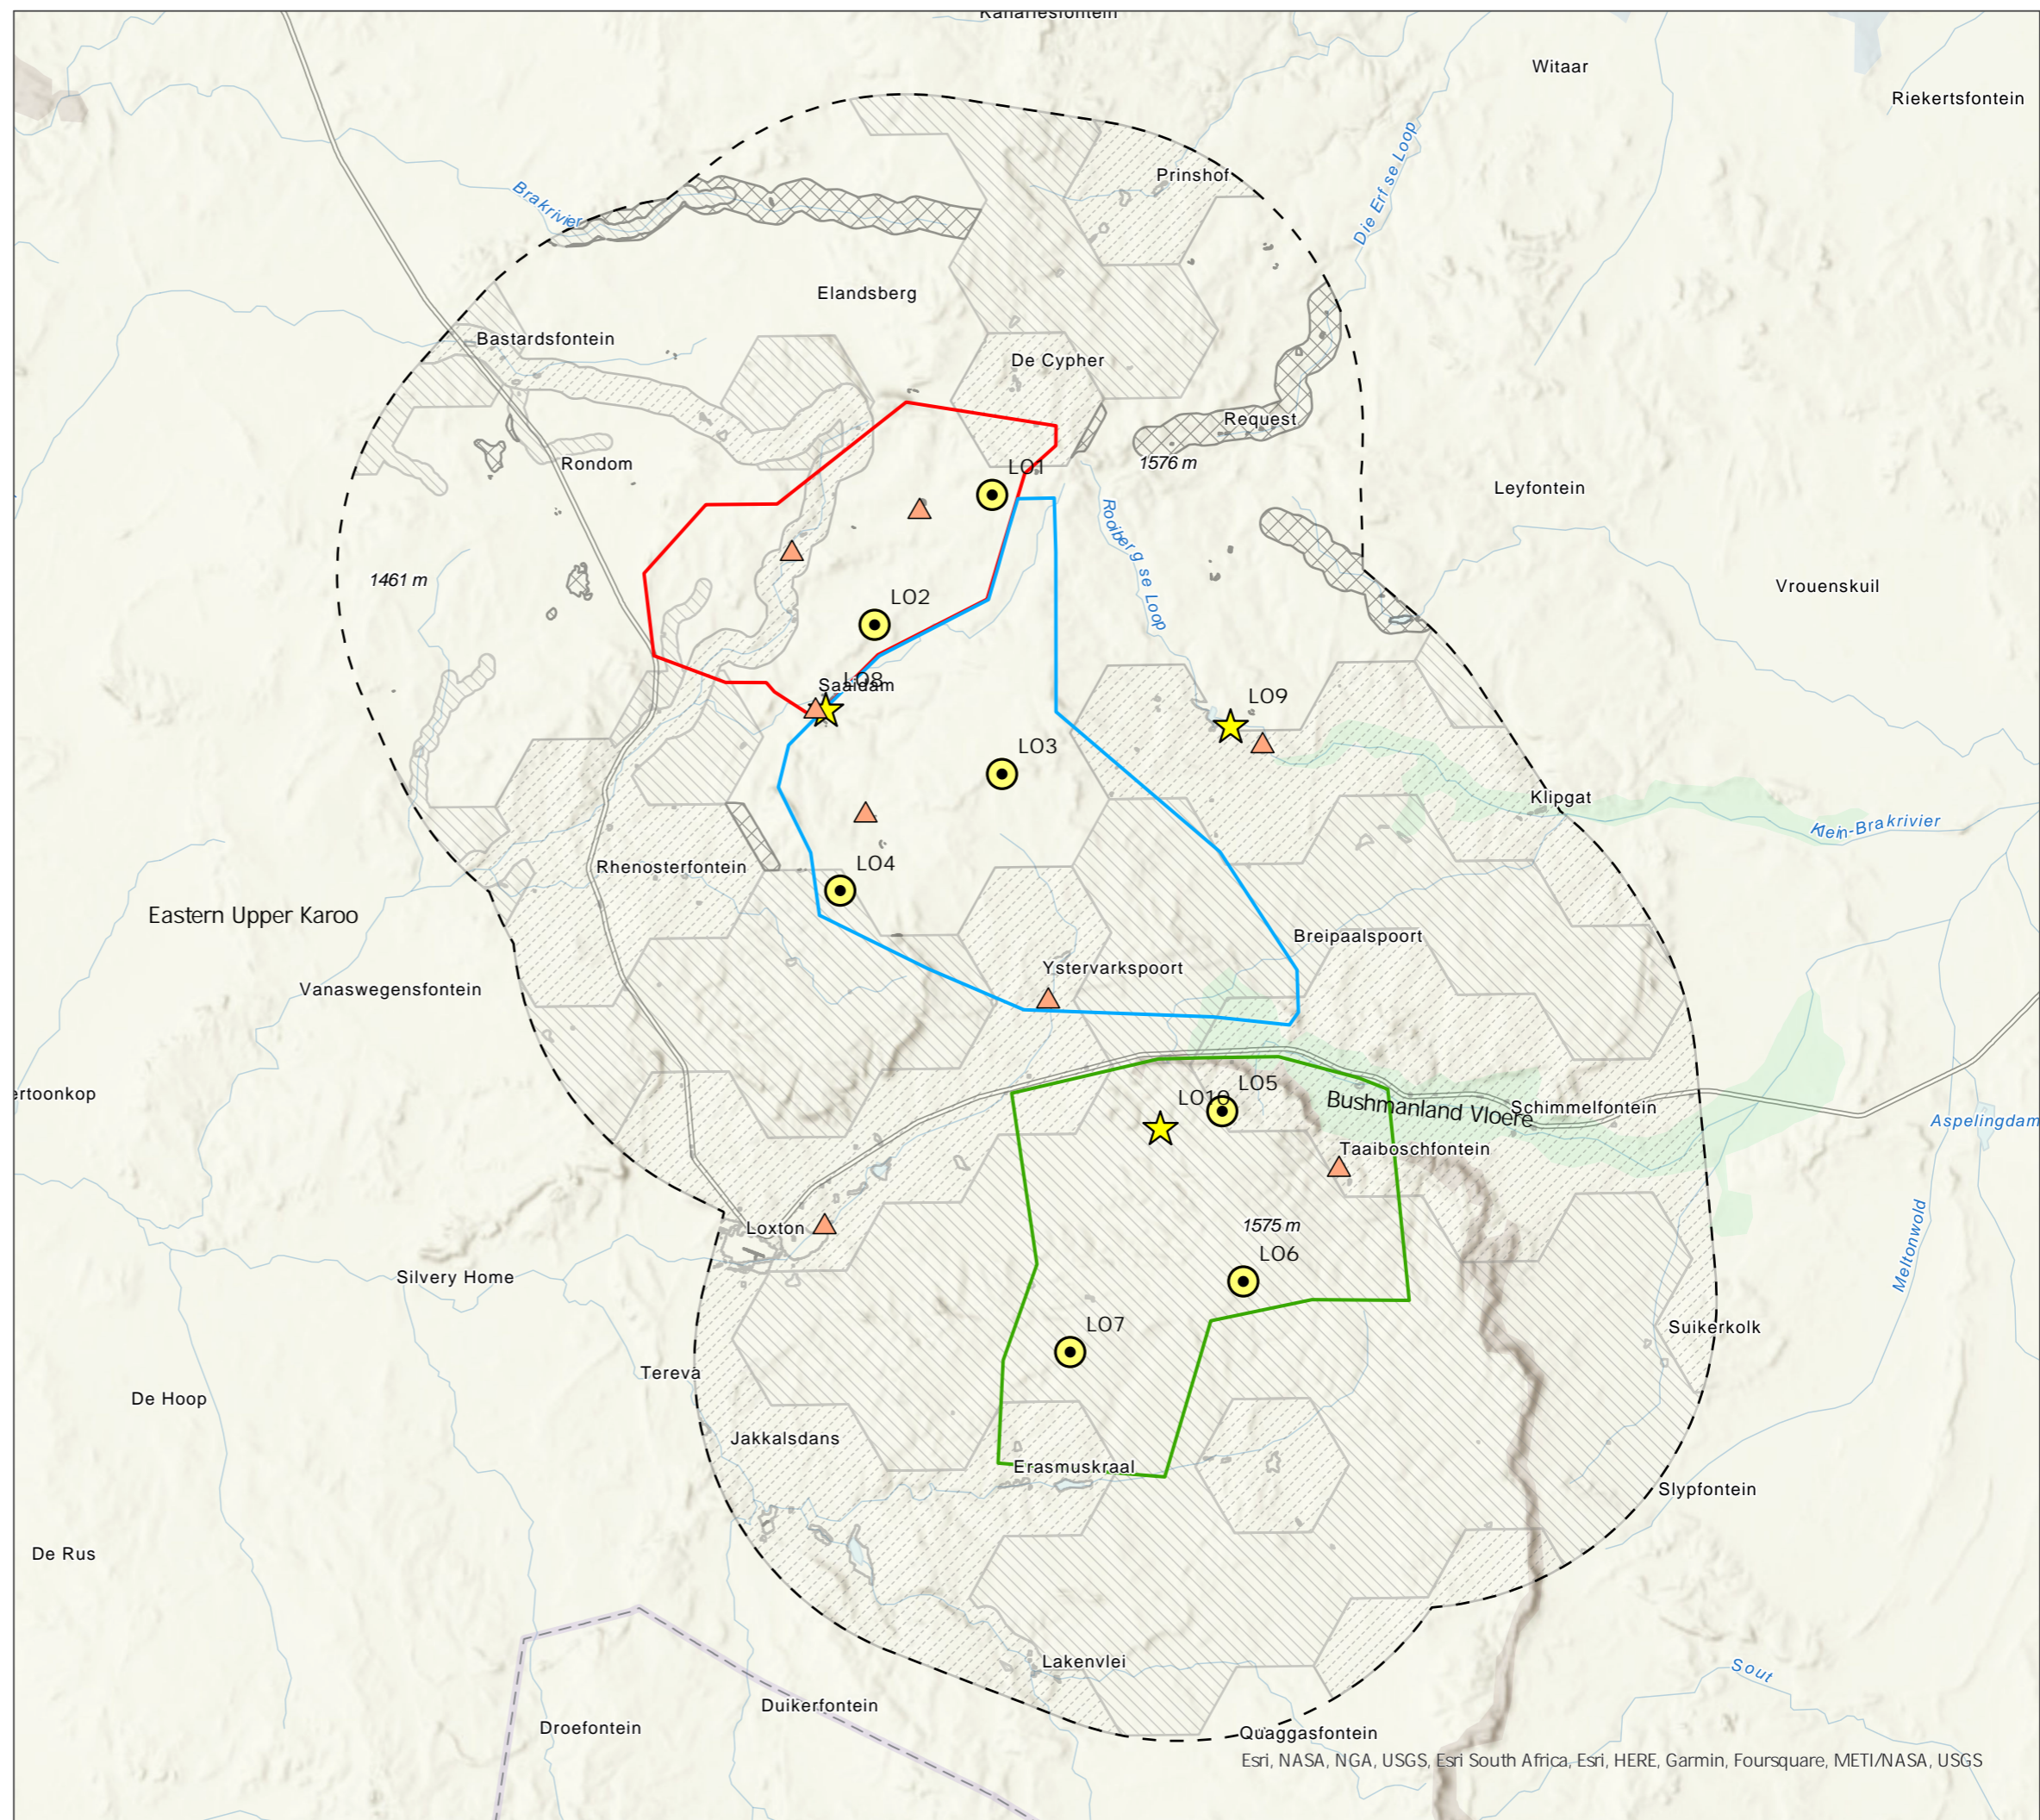 Kanariesfontein
Witaar
Riekertsfontein
Prinshof
Die Erf se Loop
Brakrivier
Elandsberg
Bastardsfontein
De Cypher
Request
Rondom
1576 m
LO1
Leyfontein
Rooiberg se Loop
1461 m
Vrouenskuil
LO2
LO8
Saaidam
LO9
LO3
Klipgat
Klein-Brakrivier
Rhenosterfontein
LO4
Eastern Upper Karoo
Breipaalspoort
Ystervarkspoort
Vanaswegensfontein
LO5
ertoonkop
LO10
Bushmanland Vloere
Schimmelfontein
Aspelingdam
Taaiboschfontein
Loxton
1575 m
Meltonwold
LO6
Silvery Home
LO7
Suikerkolk
Tereva
De Hoop
Jakkalsdans
Erasmuskraal
Slypfontein
De Rus
Lakenvlei
Sout
Duikerfontein
Droefontein
Quaggasfontein
Esri, NASA, NGA, USGS, Esri South Africa, Esri, HERE, Garmin, Foursquare, METI/NASA, USGS